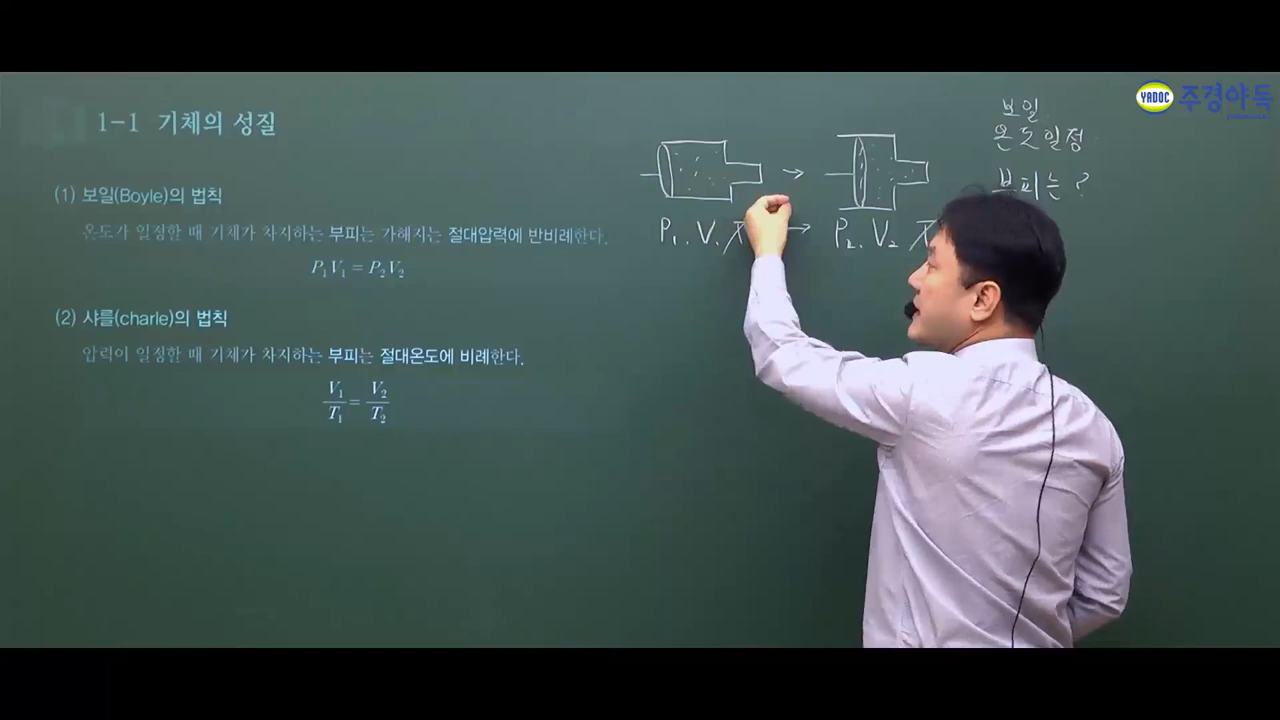 1-1 기체의 성질
(1) 보일(Boyle)의 법칙
온도가 일정할 때 기체가 차지하는 부피는 가해지는 절대압력에 반비례한다.
P₁V₁ = P₂V₂
(2) 샤를(charle)의 법칙
압력이 일정할 때 기체가 차지하는 부피는 절대온도에 비례한다.
V₁/T₁ = V₂/T₂
→
P₁, V₁ → P₂, V₂
보일
온도일정
부피는?
YADOC 주경야독